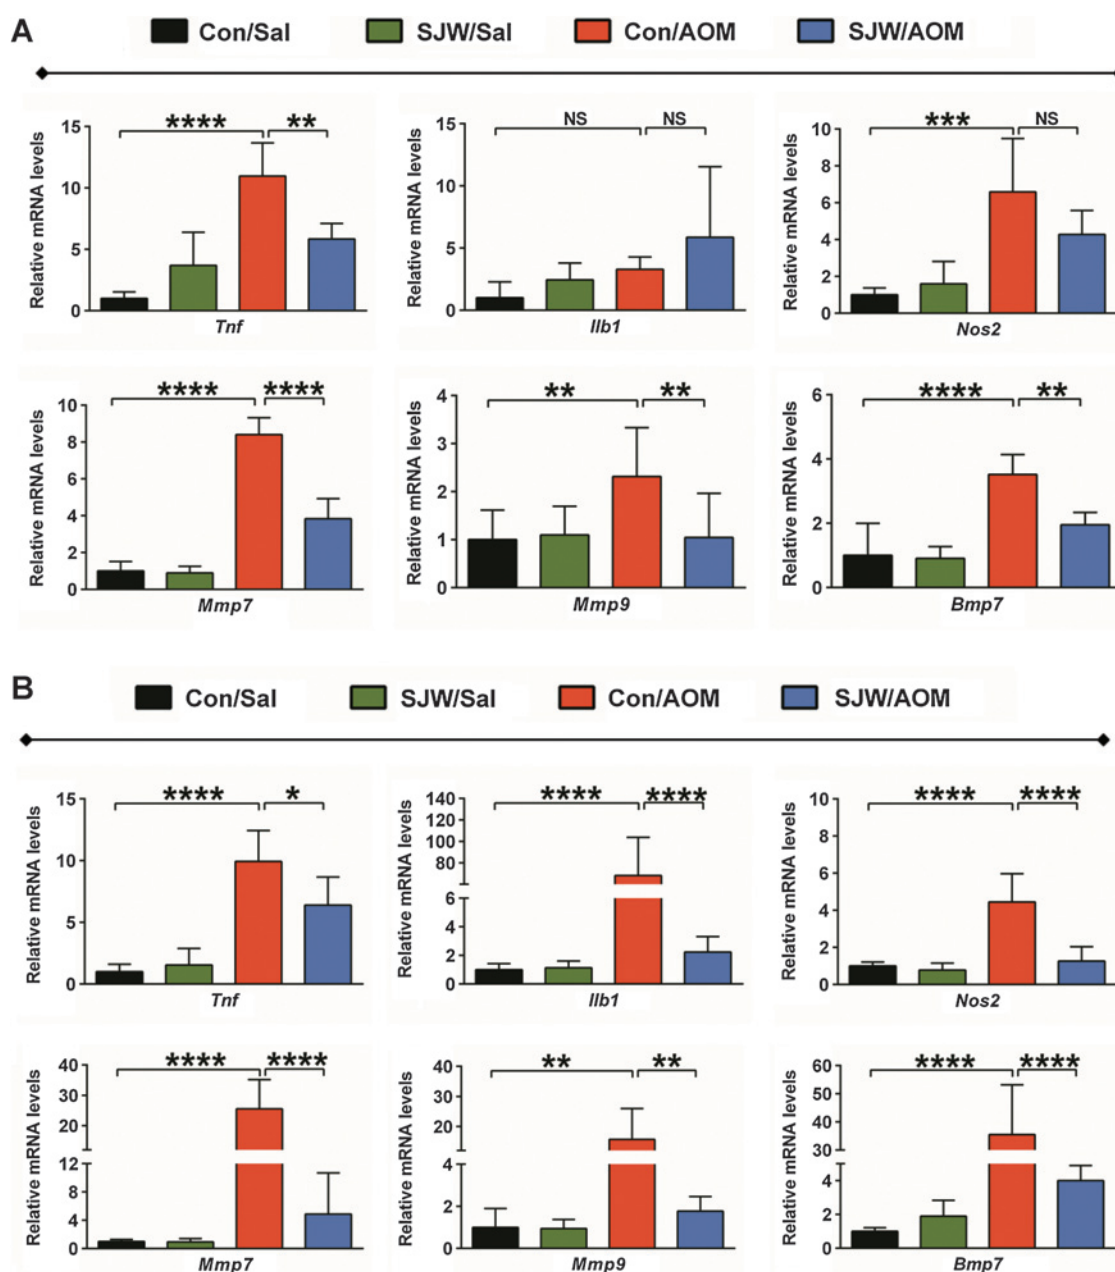 A
Con/Sal SJW/Sal Con/AOM SJW/AOM
Relative mRNA levels
15
10
5
0
**** **
Tnf
Relative mRNA levels
15
10
5
0
NS NS
Ilb1
Relative mRNA levels
10
8
6
4
2
0
*** NS
Nos2
Relative mRNA levels
10
8
6
4
2
0
**** ****
Mmp7
Relative mRNA levels
4
3
2
1
0
** **
Mmp9
Relative mRNA levels
6
4
2
0
**** **
Bmp7
B
Con/Sal SJW/Sal Con/AOM SJW/AOM
Relative mRNA levels
15
10
5
0
**** *
Tnf
Relative mRNA levels
140
120
100
80
60
6
4
2
0
**** ****
Ilb1
Relative mRNA levels
10
8
6
4
2
0
**** ****
Nos2
Relative mRNA levels
40
30
20
12
8
4
0
**** ****
Mmp7
Relative mRNA levels
40
30
20
4
2
0
** **
Mmp9
Relative mRNA levels
60
50
40
30
4
2
0
**** ****
Bmp7